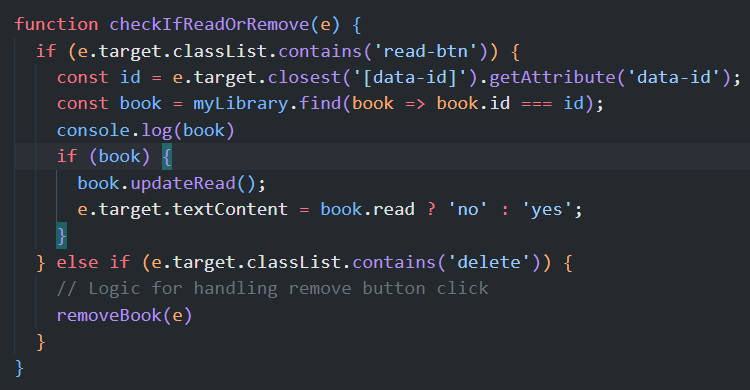 function checkIfReadOrRemove(e) {
  if (e.target.classList.contains('read-btn')) {
    const id = e.target.closest('[data-id]').getAttribute('data-id');
    const book = myLibrary.find(book => book.id === id);
    console.log(book)
    if (book) {
      book.updateRead();
      e.target.textContent = book.read ? 'no' : 'yes';
    }
  } else if (e.target.classList.contains('delete')) {
    // Logic for handling remove button click
    removeBook(e)
  }
}